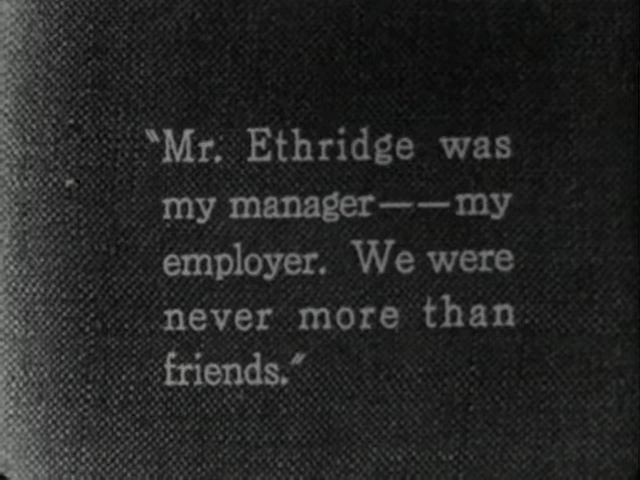 "Mr. Ethridge was
my manager——my
employer. We were
never more than
friends."